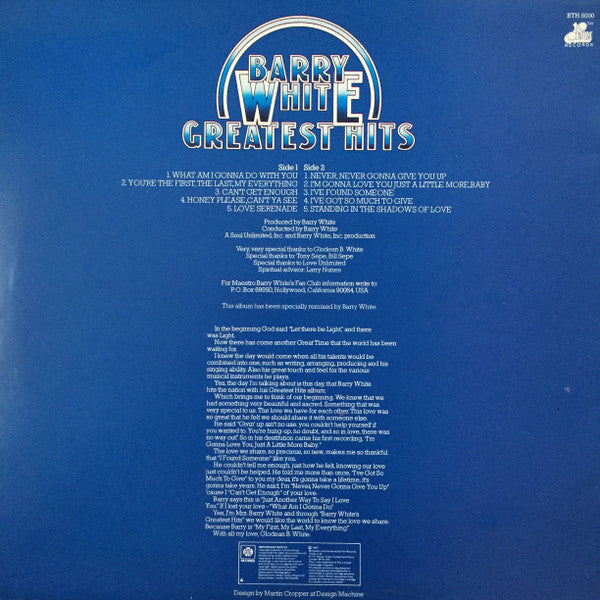 BTH 8000
20th CENTURY
RECORDS
BARRY
WHITE
GREATEST HITS
Side 1
1. WHAT AM I GONNA DO WITH YOU
2. YOU'RE THE FIRST, THE LAST, MY EVERYTHING
3. CAN'T GET ENOUGH
4. HONEY PLEASE, CAN'T YA SEE
5. LOVE SERENADE
Side 2
1. NEVER, NEVER GONNA GIVE YOU UP
2. I'M GONNA LOVE YOU JUST A LITTLE MORE, BABY
3. I'VE FOUND SOMEONE
4. I'VE GOT SO MUCH TO GIVE
5. STANDING IN THE SHADOWS OF LOVE
Produced by Barry White
Conducted by Barry White
A Soul Unlimited, Inc. and Barry White, Inc. production
Very, very special thanks to Glodean B. White
Special thanks to: Tony Sepe, Bill Sepe
Special thanks to Love Unlimited
Spiritual advisor: Larry Nunes
For Maestro Barry White's Fan Club information write to:
P.O. Box 69550, Hollywood, California 90064, USA
This album has been specially remixed by Barry White.
In the beginning God said "Let there be Light," and there
was Light.
Now there has come another Great Time that the world has been
waiting for.
I knew the day would come when all his talents would be
combined into one, such as writing, arranging, producing and his
singing ability. Also his great touch and feel for the various
musical instruments he plays.
Yes, the day I'm talking about is this day that Barry White
hits the nation with his Greatest Hits album.
Which brings me to think of our beginning. We knew that we
had something very beautiful and sacred. Something that was
very special to us. The love we have for each other. This love was
so great that he felt we should share it with someone else.
He said "Givin' up ain't no use, you couldn't help yourself if
you wanted to. You're hung-up, no doubt, and so in love, there was
no way out" So in his destitution came his first recording, "I'm
Gonna Love You, Just A Little More Baby."
The love we share, so precious, so new, makes me so thankful
that "I Found Someone" like you.
He couldn't tell me enough, just how he felt, knowing our love
just couldn't be helped. He told me more than once, "I've Got So
Much To Give" to you my dear, it's gonna take a lifetime, it's
gonna take years. He said, I'm "Never, Never Gonna Give You Up"
'cause I "Can't Get Enough" of your love.
Barry says this is "Just Another Way To Say I Love
You" If I lost your love–"What Am I Gonna Do"
Yes, I'm Mrs. Barry White and through "Barry White's
Greatest Hits" we would like the world to know the love we share.
Because Barry is "My First, My Last, My Everything"
With all my love, Glodean B. White.
RECORDS
IMPORTANT NOTICE
Design by Martin Cropper at Design Machine